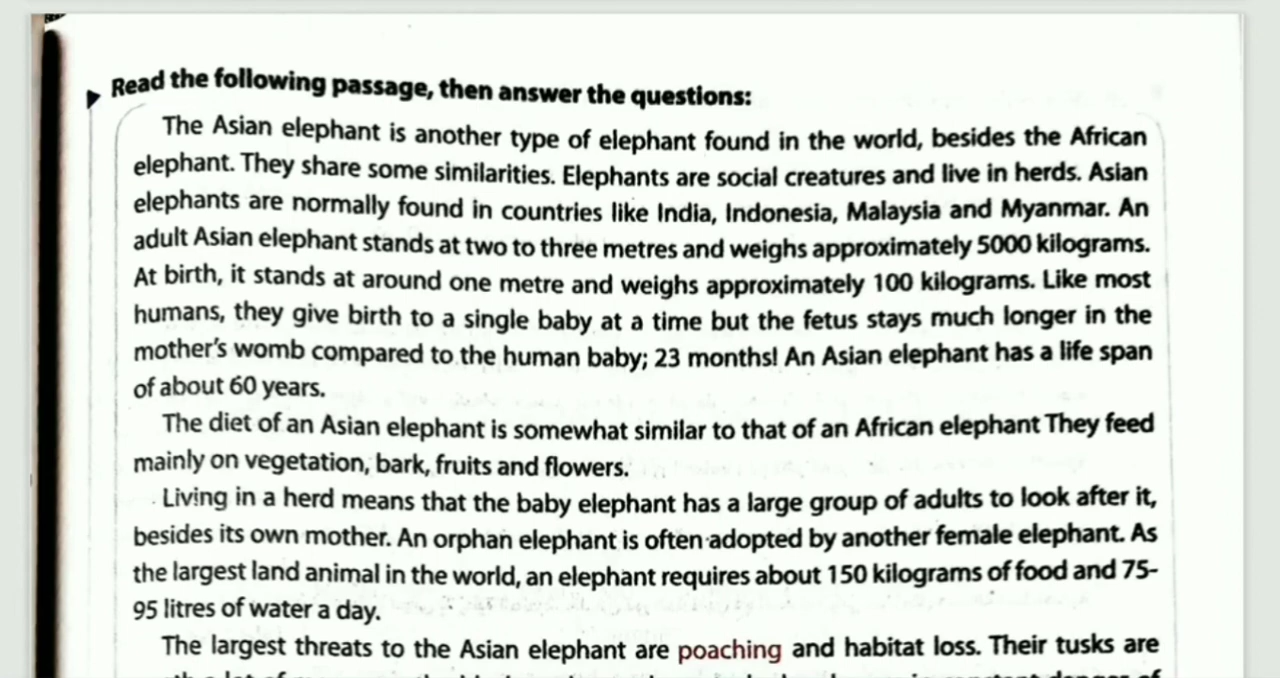 Read the following passage, then answer the questions:
The Asian elephant is another type of elephant found in the world, besides the African
elephant. They share some similarities. Elephants are social creatures and live in herds. Asian
elephants are normally found in countries like India, Indonesia, Malaysia and Myanmar. An
adult Asian elephant stands at two to three metres and weighs approximately 5000 kilograms.
At birth, it stands at around one metre and weighs approximately 100 kilograms. Like most
humans, they give birth to a single baby at a time but the fetus stays much longer in the
mother's womb compared to the human baby; 23 months! An Asian elephant has a life span
of about 60 years.
The diet of an Asian elephant is somewhat similar to that of an African elephant They feed
mainly on vegetation, bark, fruits and flowers.
Living in a herd means that the baby elephant has a large group of adults to look after it,
besides its own mother. An orphan elephant is often adopted by another female elephant. As
the largest land animal in the world, an elephant requires about 150 kilograms of food and 75-
95 litres of water a day.
The largest threats to the Asian elephant are poaching and habitat loss. Their tusks are